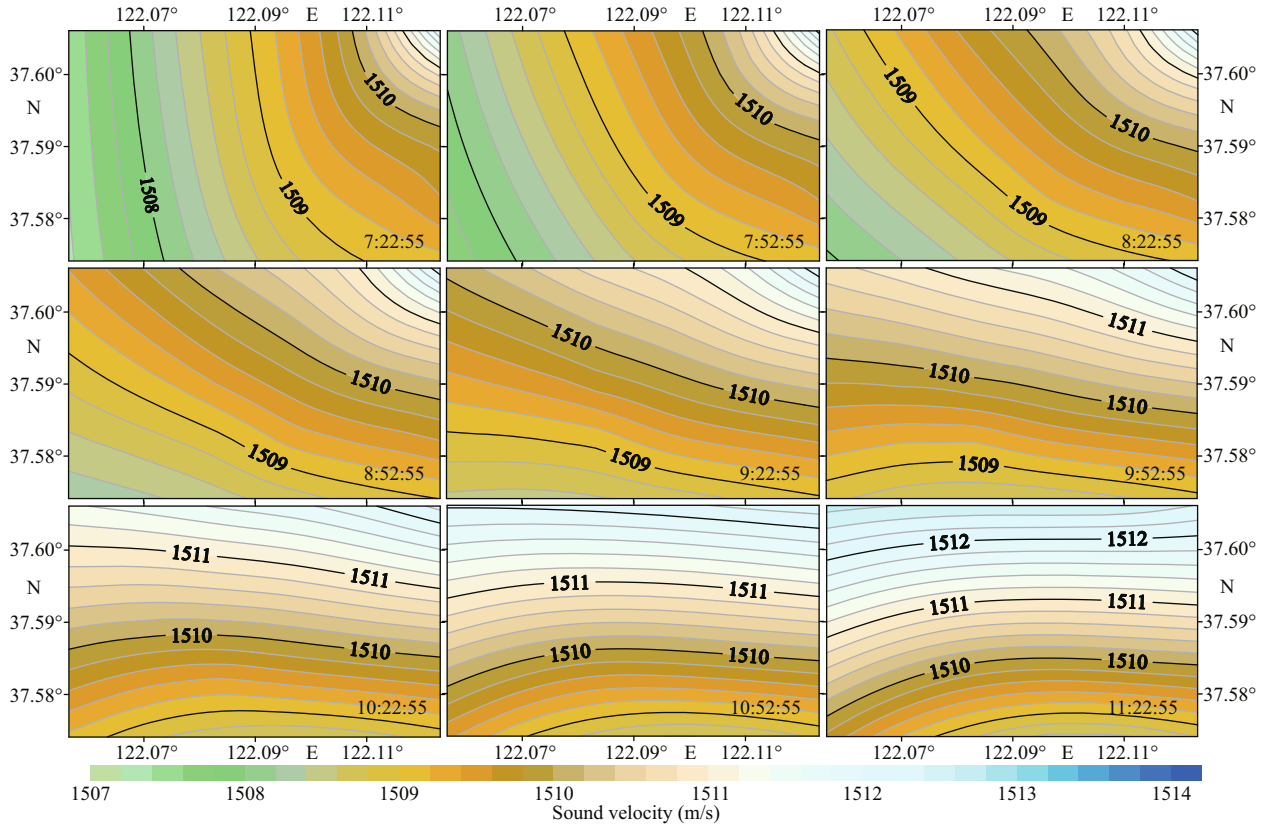 122.07° 122.09° E 122.11° 122.07° 122.09° E 122.11° 122.07° 122.09° E 122.11°
37.60° 1510 1510 1509 37.60°
N 1510 N
37.59° 37.59°
1508 1509 1509 1509
37.58° 37.58°
7:22:55 7:52:55 8:22:55
37.60° 1510 1511 37.60°
N N
37.59° 1510 1510 1510 1510 37.59°
37.58° 1509 1509 1509 37.58°
8:52:55 9:22:55 9:52:55
37.60° 1511 1511 1511 1511 1512 1512 37.60°
N 1511 1511 N
37.59° 1510 1510 1510 1510 1510 1510 37.59°
37.58° 37.58°
10:22:55 10:52:55 11:22:55
122.07° 122.09° E 122.11° 122.07° 122.09° E 122.11° 122.07° 122.09° E 122.11°
1507 1508 1509 1510 1511 1512 1513 1514
Sound velocity (m/s)